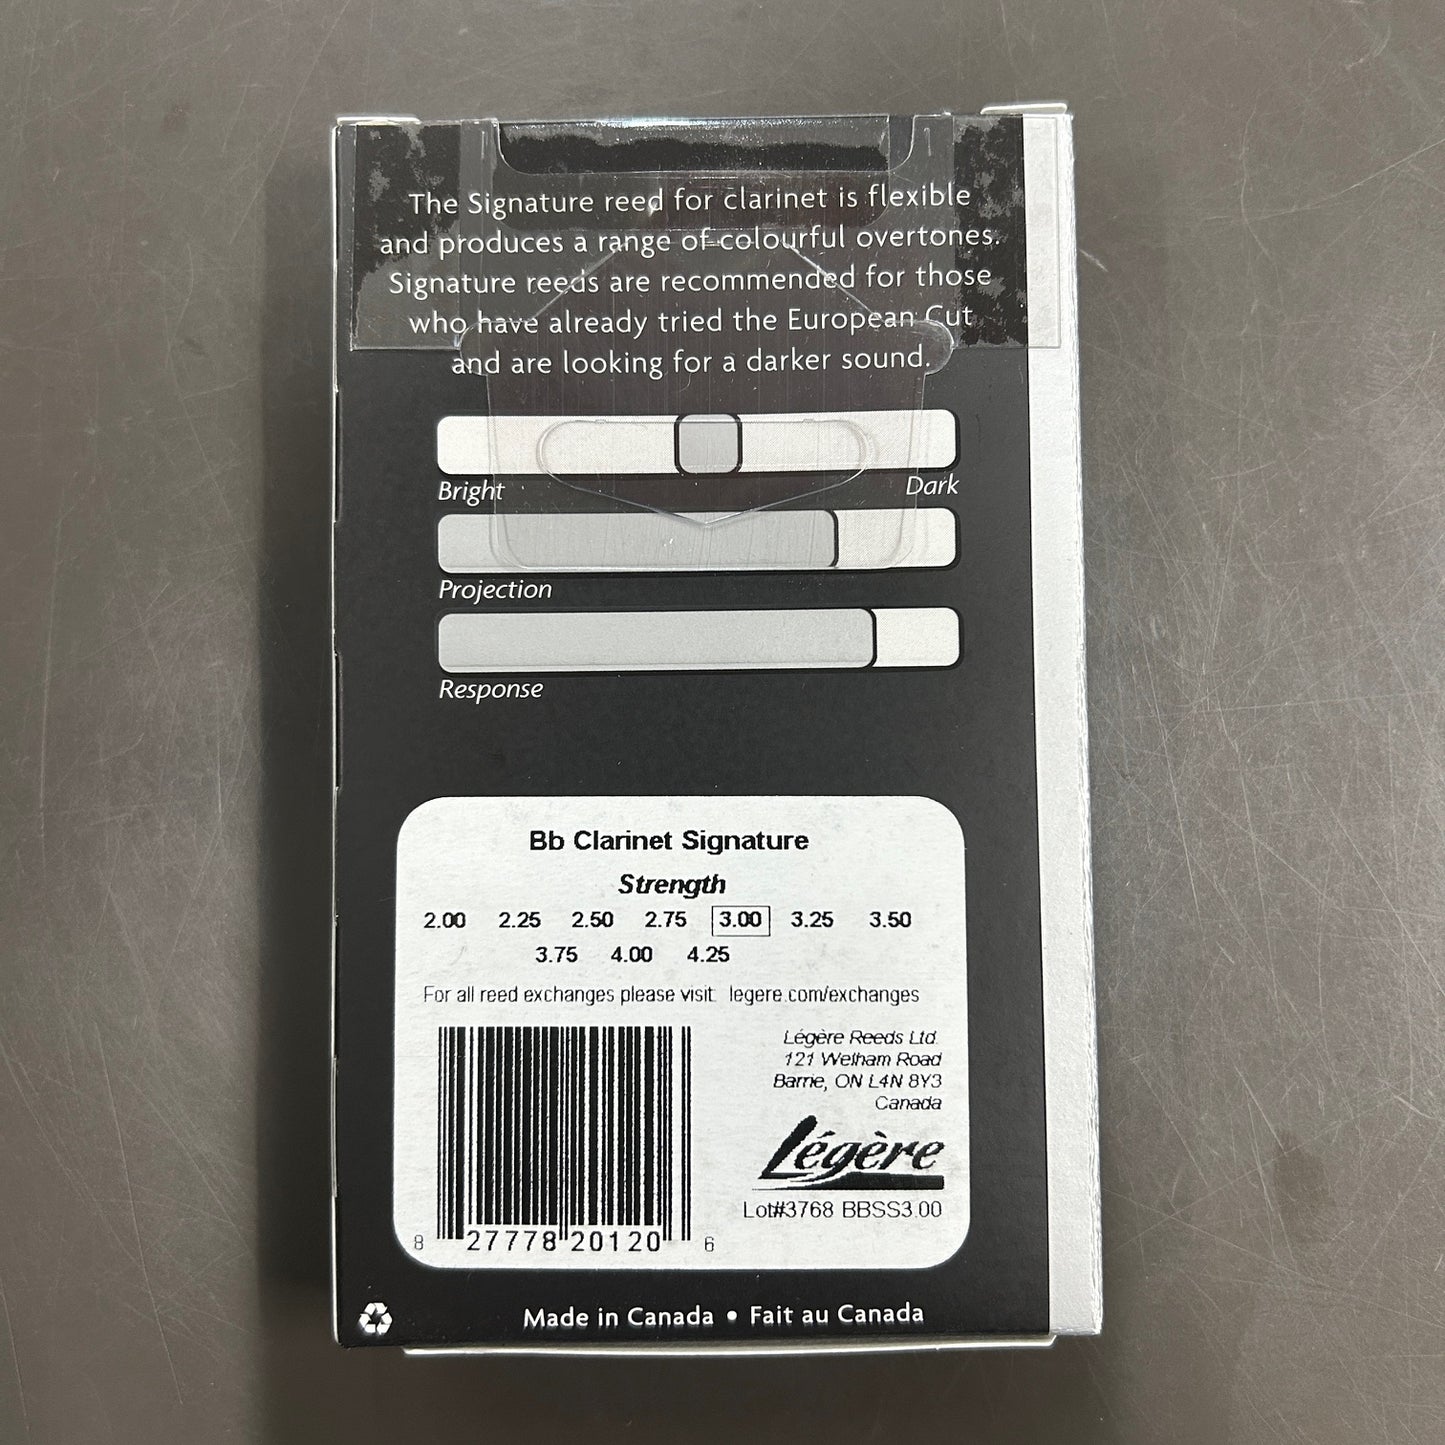 The Signature reed for clarinet is flexible
and produces a range of colourful overtones.
Signature reeds are recommended for those
who have already tried the European Cut
and are looking for a darker sound.
Bright Dark
Projection
Response
Bb Clarinet Signature
Strength
2.00 2.25 2.50 2.75 3.00 3.25 3.50
3.75 4.00 4.25
For all reed exchanges please visit: legere.com/exchanges
Légère Reeds Ltd.
121 Welham Road
Barrie, ON L4N 8Y3
Canada
Légère
Lot#3768 BBSS3.00
8 27778 20120 6
Made in Canada • Fait au Canada